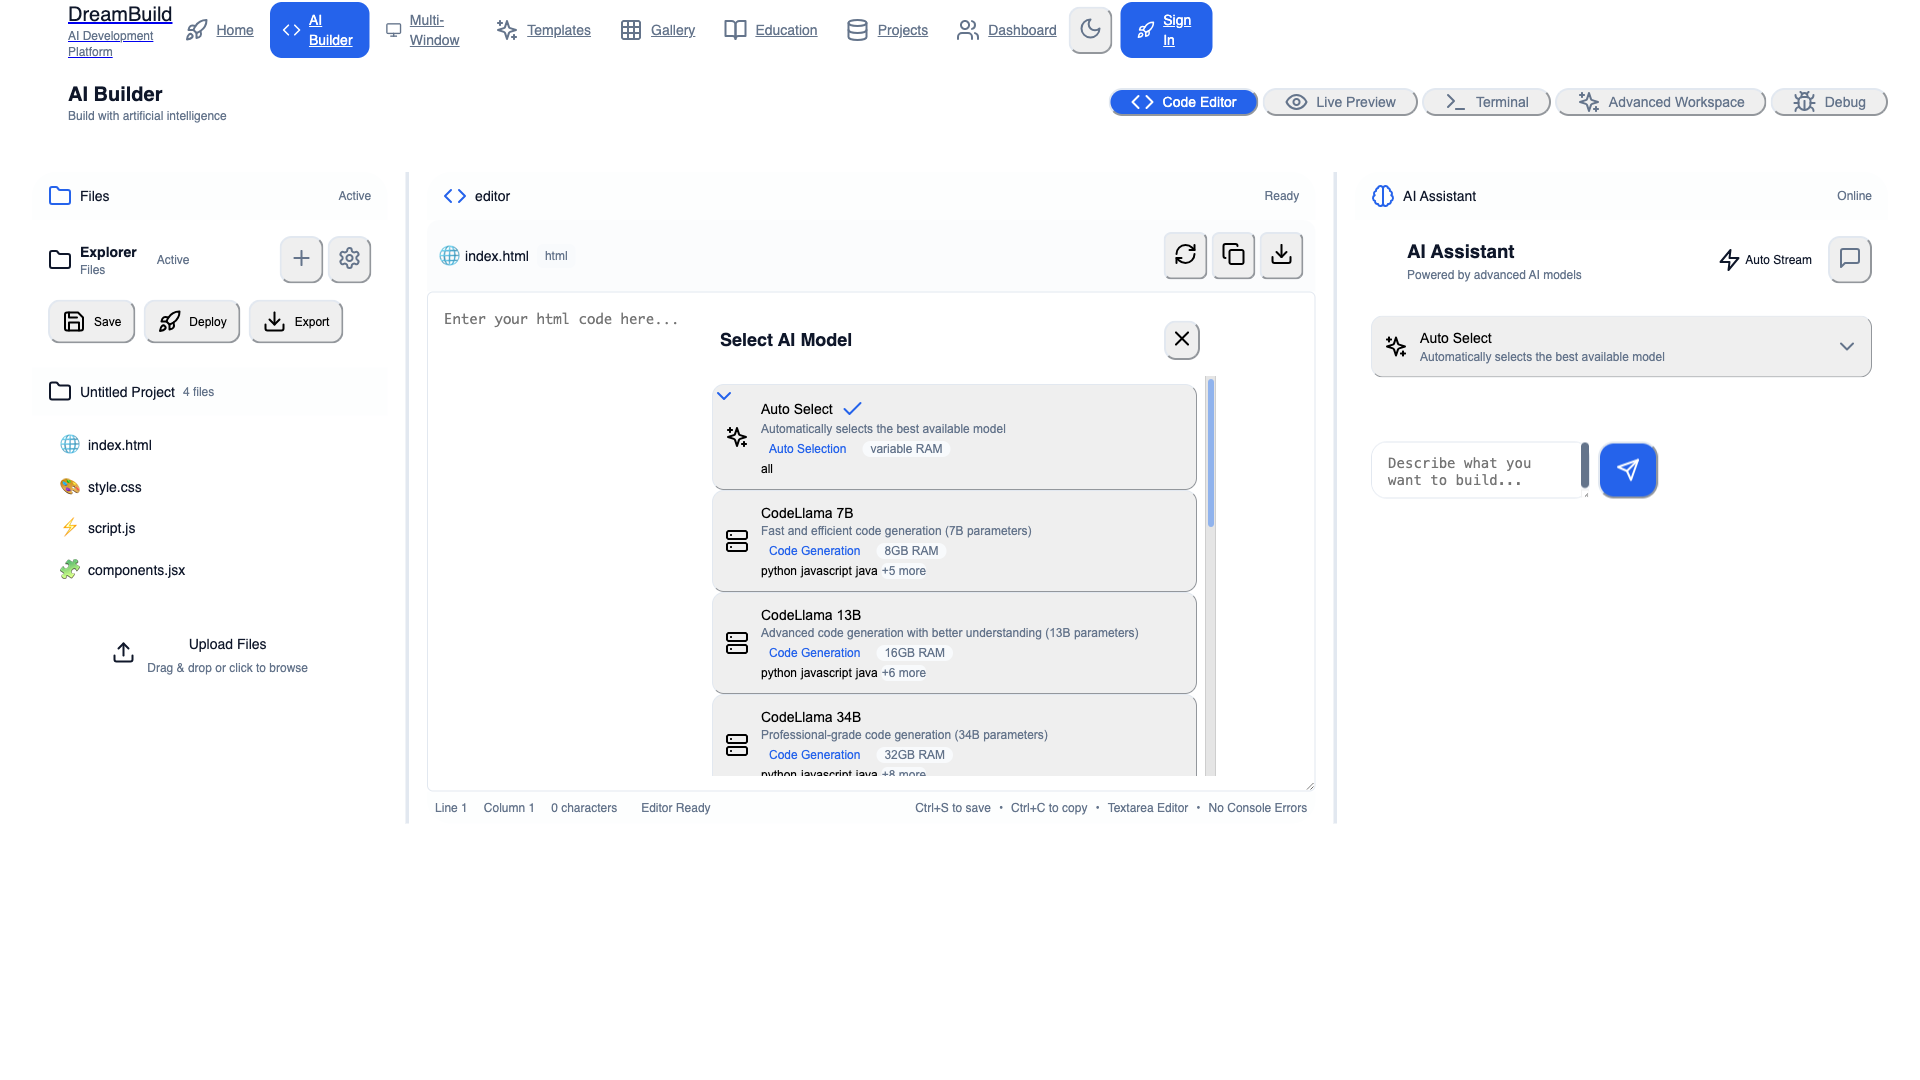 DreamBuild
AI Development
Platform
Home
AI
Builder
Multi-
Window
Templates
Gallery
Education
Projects
Dashboard
Sign
In
AI Builder
Build with artificial intelligence
Code Editor
Live Preview
Terminal
Advanced Workspace
Debug
Files
Active
Explorer
Files
Active
Save
Deploy
Export
Untitled Project 4 files
index.html
style.css
script.js
components.jsx
Upload Files
Drag & drop or click to browse
editor
Ready
index.html html
Enter your html code here...
Select AI Model
Auto Select
Automatically selects the best available model
Auto Selection variable RAM
all
CodeLlama 7B
Fast and efficient code generation (7B parameters)
Code Generation 8GB RAM
python javascript java +5 more
CodeLlama 13B
Advanced code generation with better understanding (13B parameters)
Code Generation 16GB RAM
python javascript java +6 more
CodeLlama 34B
Professional-grade code generation (34B parameters)
Code Generation 32GB RAM
python javascript java +8 more
Line 1 Column 1 0 characters Editor Ready
Ctrl+S to save • Ctrl+C to copy • Textarea Editor • No Console Errors
AI Assistant
Online
AI Assistant
Powered by advanced AI models
Auto Stream
Auto Select
Automatically selects the best available model
Describe what you
want to build...